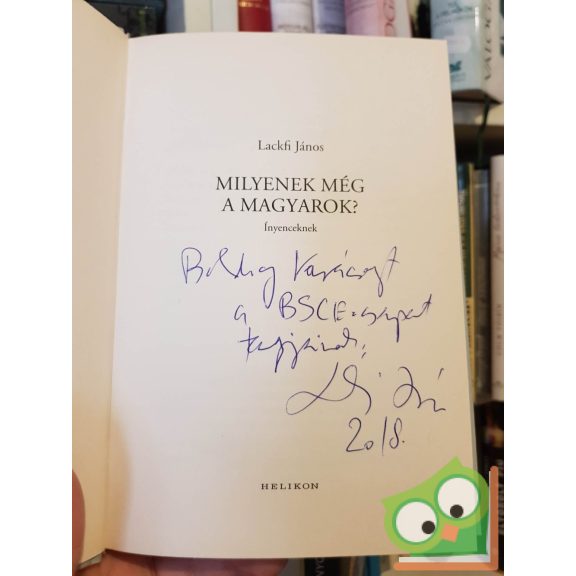 Lackfi János
MILYENEK MÉG
A MAGYAROK?
Ínyenceknek
Boldog Karácsonyt
a BSCE-csoport
tagjainak,
2018.
HELIKON